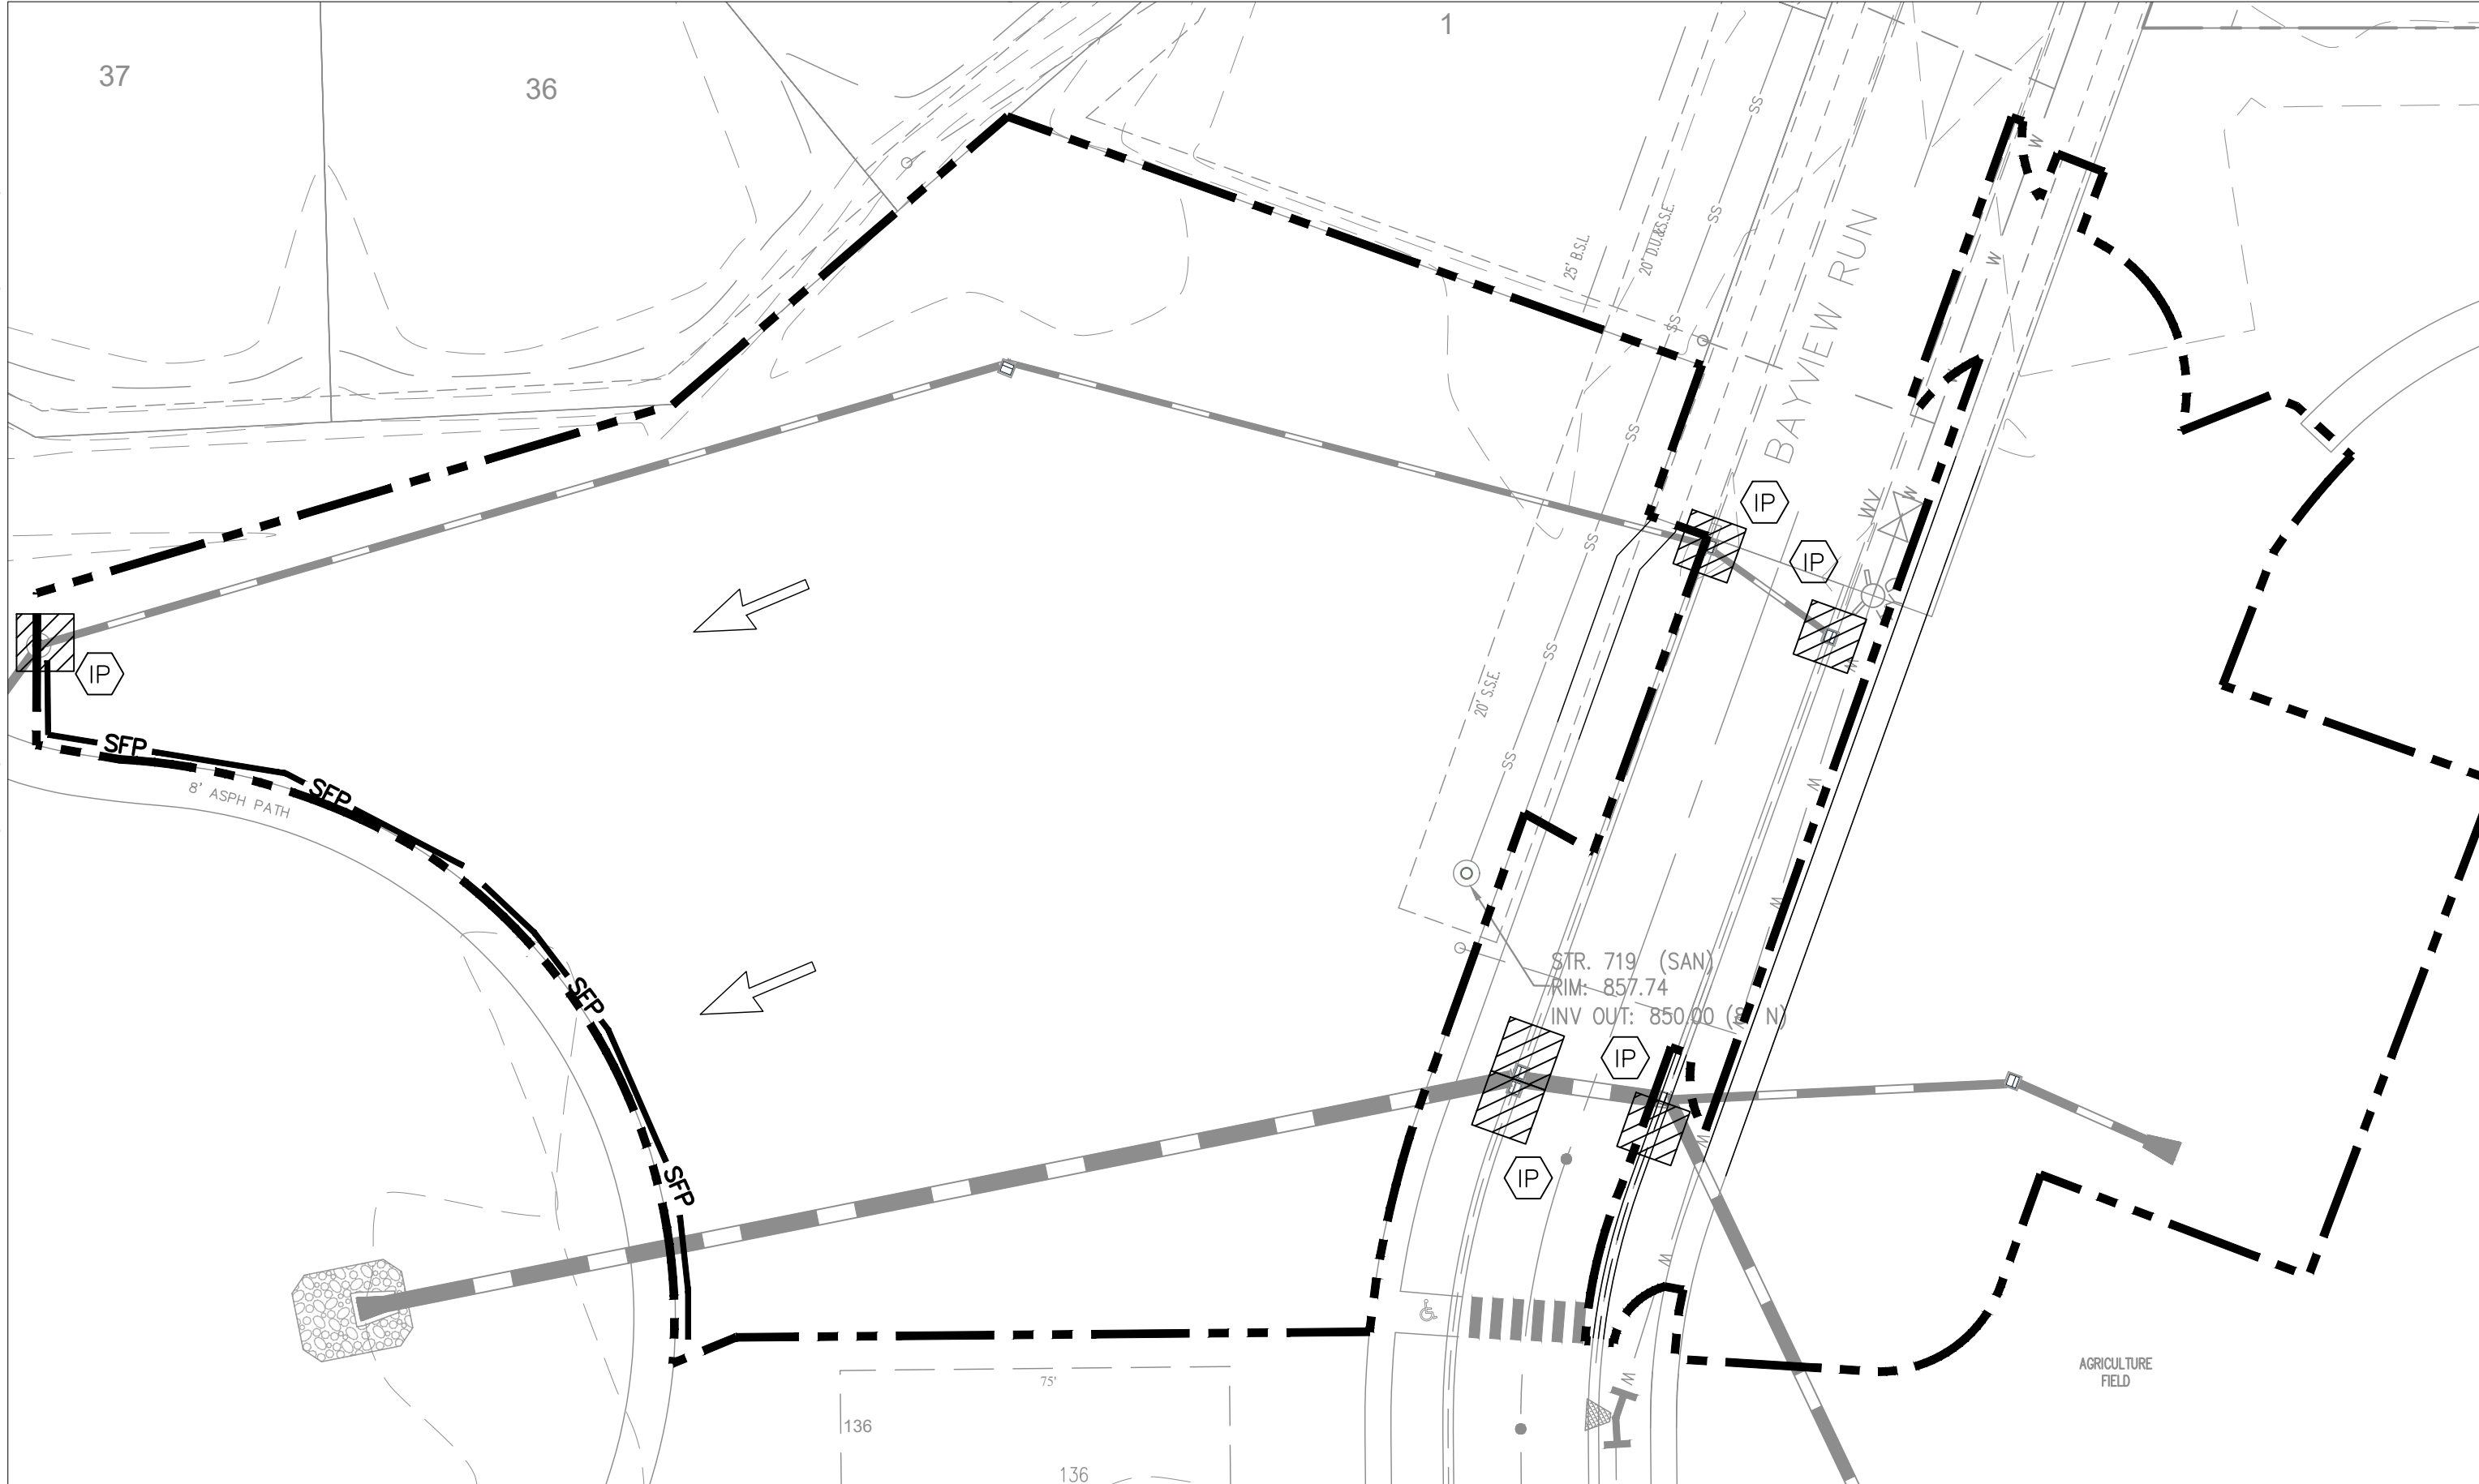 37
36
1
SS
SS
25' B.S.L.
20' D.U.&S.S.E.
BAYVIEW RUN
W
W
W
SS
SS
SS
IP
WV
W
IP
IP
SS
W
20' S.S.E.
SFP
SS
SFP
W
8' ASPH PATH
W
STR. 719 (SAN)
RIM: 857.74
INV OUT: 850.00 (8" N)
SFP
W
IP
W
SFP
IP
W
W
AGRICULTURE
FIELD
75'
136
136